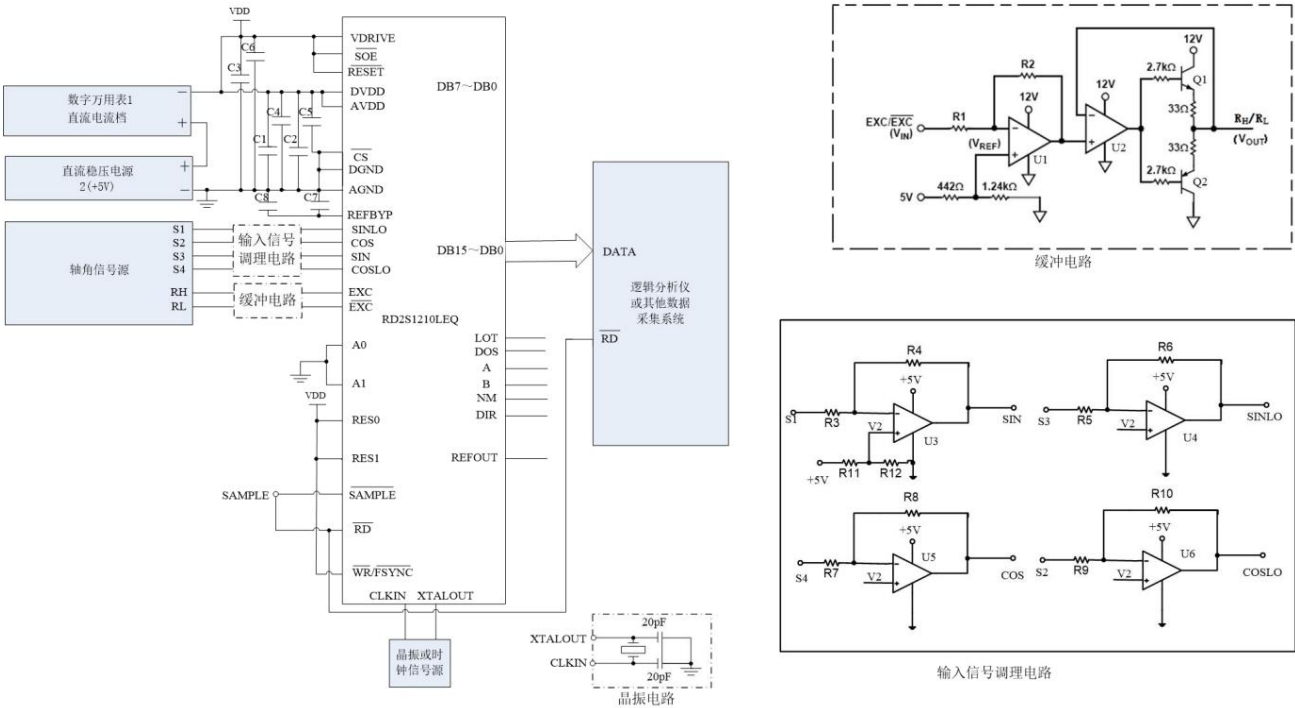 VDD
C6
C3
VDRIVE
SOE
RESET
数字万用表1
直流电流档
−
+
DVDD
AVDD
DB7~DB0
C4
C5
C1
C2
直流稳压电源
2(+5V)
+
−
CS
DGND
AGND
C8
C7
REFBYP
轴角信号源
S1
S2
S3
S4
RH
RL
输入信号
调理电路
缓冲电路
SINLO
COS
SIN
COSLO
EXC
EXC
DB15~DB0
RD2S1210LEQ
DATA
逻辑分析仪
或其他数据
采集系统
RD
LOT
DOS
A
B
NM
DIR
REFOUT
A0
A1
VDD
RES0
RES1
SAMPLE
SAMPLE
RD
WR/FSYNC
CLKIN XTALOUT
晶振或时
钟信号源
20pF
XTALOUT
CLKIN
20pF
晶振电路
12V
2.7kΩ
Q1
R2
12V
12V
33Ω
EXC/EXC
(VIN)
R1
(VREF)
−
+
U1
−
+
U2
RH/RL
(VOUT)
33Ω
2.7kΩ
Q2
5V
442Ω
1.24kΩ
缓冲电路
R4
+5V
S1
R3
V2
−
+
U3
SIN
+5V
R11
R12
R6
+5V
S3
R5
V2
−
+
U4
SINLO
R8
+5V
S4
R7
V2
−
+
U5
COS
R10
+5V
S2
R9
V2
−
+
U6
COSLO
输入信号调理电路